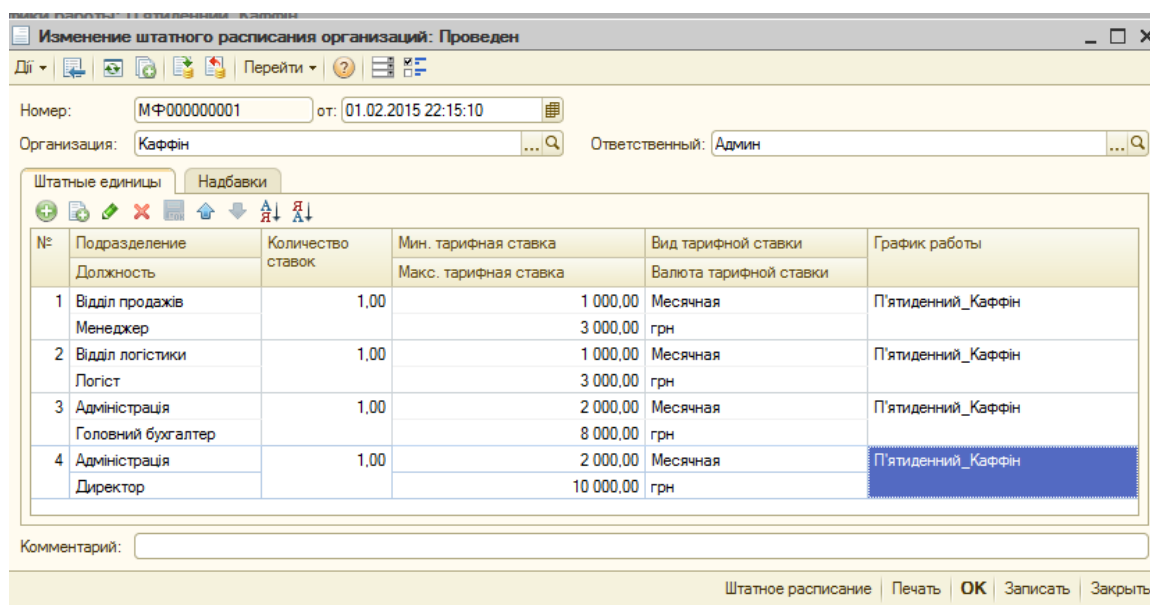 Изменение штатного расписания организаций: Проведен
Дії Перейти
Номер: МФ000000001 от: 01.02.2015 22:15:10
Организация: Каффін ... Ответственный: Админ ...
Штатные единицы Надбавки
№ Подразделение Количество ставок Мин. тарифная ставка Вид тарифной ставки График работы
Должность Макс. тарифная ставка Валюта тарифной ставки
1 Відділ продажів 1,00 1 000,00 Месячная П'ятиденний_Каффін
Менеджер 3 000,00 грн
2 Відділ логістики 1,00 1 000,00 Месячная П'ятиденний_Каффін
Логіст 3 000,00 грн
3 Адміністрація 1,00 2 000,00 Месячная П'ятиденний_Каффін
Головний бухгалтер 8 000,00 грн
4 Адміністрація 1,00 2 000,00 Месячная П'ятиденний_Каффін
Директор 10 000,00 грн
Комментарий:
Штатное расписание Печать OK Записать Закрыть